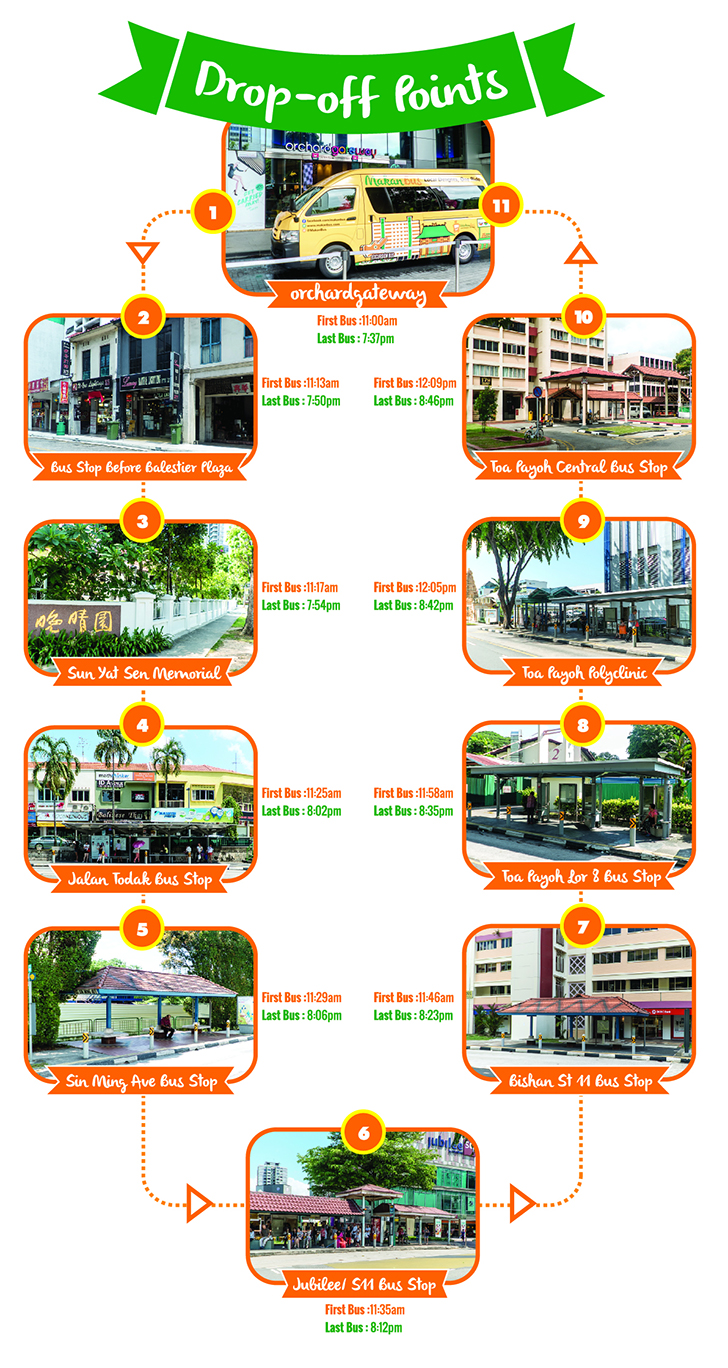 Drop-off Points
orchardgateway
Makanbus
1
11
orchardgateway
First Bus :11:00am
Last Bus : 7:37pm
2
Bus Stop Before Balestier Plaza
First Bus :11:13am
Last Bus : 7:50pm
10
Toa Payoh Central Bus Stop
First Bus :12:09pm
Last Bus : 8:46pm
3
晚晴園
Sun Yat Sen Memorial
First Bus :11:17am
Last Bus : 7:54pm
9
Toa Payoh Polyclinic
First Bus :12:05pm
Last Bus : 8:42pm
4
Jalan Todak Bus Stop
First Bus :11:25am
Last Bus : 8:02pm
8
2
Toa Payoh Lor 8 Bus Stop
First Bus :11:58am
Last Bus : 8:35pm
5
Sin Ming Ave Bus Stop
First Bus :11:29am
Last Bus : 8:06pm
7
Bishan St 11 Bus Stop
First Bus :11:46am
Last Bus : 8:23pm
6
jubilee
Jubilee/ S11 Bus Stop
First Bus :11:35am
Last Bus : 8:12pm